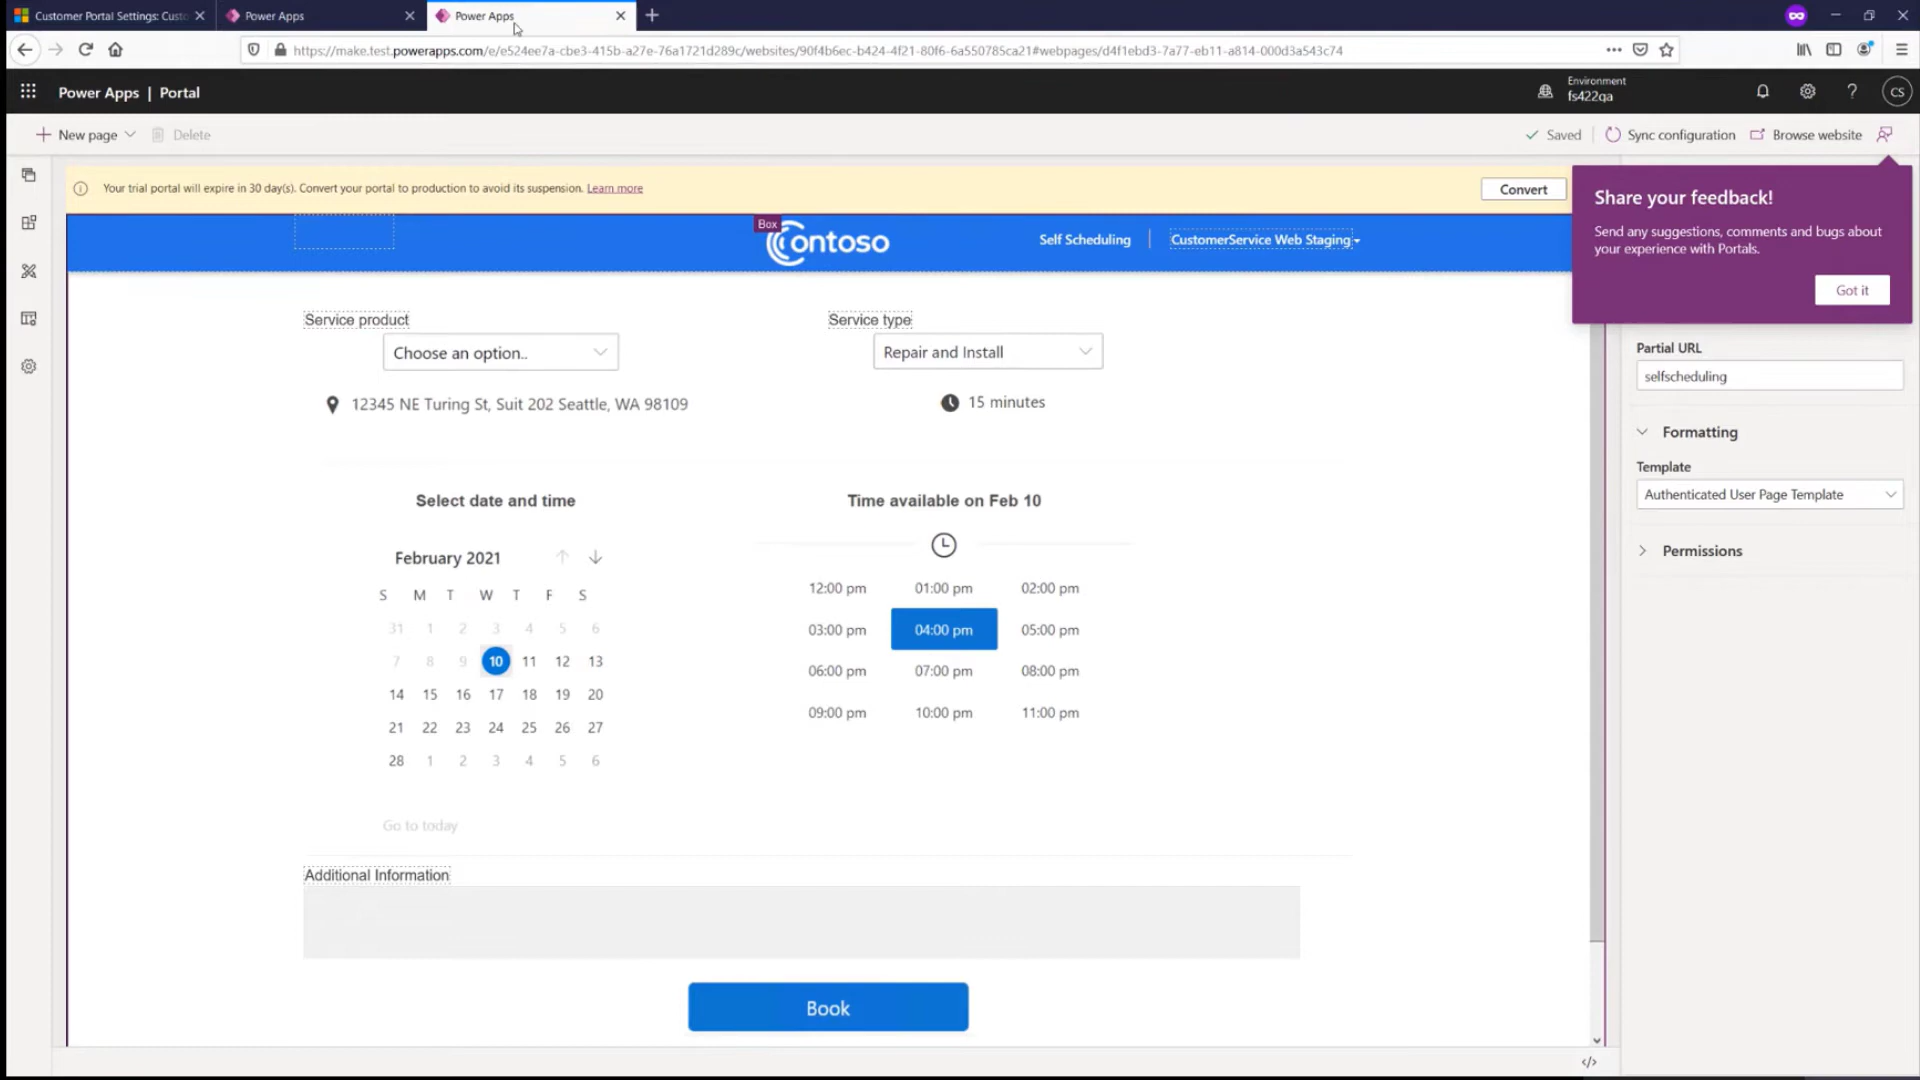 Customer Portal Settings: Custo
Power Apps
Power Apps
https://make.test.powerapps.com/e/e524ee7a-cbe3-415b-a27e-76a1721d289c/websites/90f4b6ec-b424-4f21-80f6-6a550785ca21#webpages/d4f1ebd3-7a77-eb11-a814-000d3a543c74
Power Apps | Portal
Environment
fs422qa
CS
New page
Delete
Saved
Sync configuration
Browse website
Your trial portal will expire in 30 day(s). Convert your portal to production to avoid its suspension. Learn more
Convert
Share your feedback!
Send any suggestions, comments and bugs about
your experience with Portals.
Got it
Box
Contoso
Self Scheduling
CustomerService Web Staging
Service product
Service type
Choose an option..
Repair and Install
12345 NE Turing St, Suit 202 Seattle, WA 98109
15 minutes
Partial URL
selfscheduling
Formatting
Template
Authenticated User Page Template
Permissions
Select date and time
Time available on Feb 10
February 2021
S M T W T F S
31 1 2 3 4 5 6
7 8 9 10 11 12 13
14 15 16 17 18 19 20
21 22 23 24 25 26 27
28 1 2 3 4 5 6
Go to today
12:00 pm 01:00 pm 02:00 pm
03:00 pm 04:00 pm 05:00 pm
06:00 pm 07:00 pm 08:00 pm
09:00 pm 10:00 pm 11:00 pm
Additional Information
Book